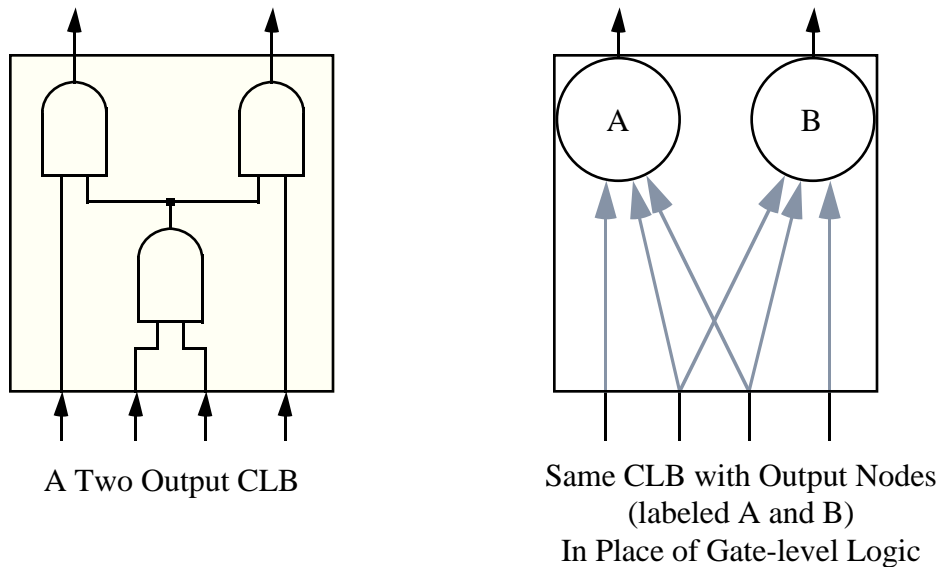 A
B
A Two Output CLB
Same CLB with Output Nodes
(labeled A and B)
In Place of Gate-level Logic